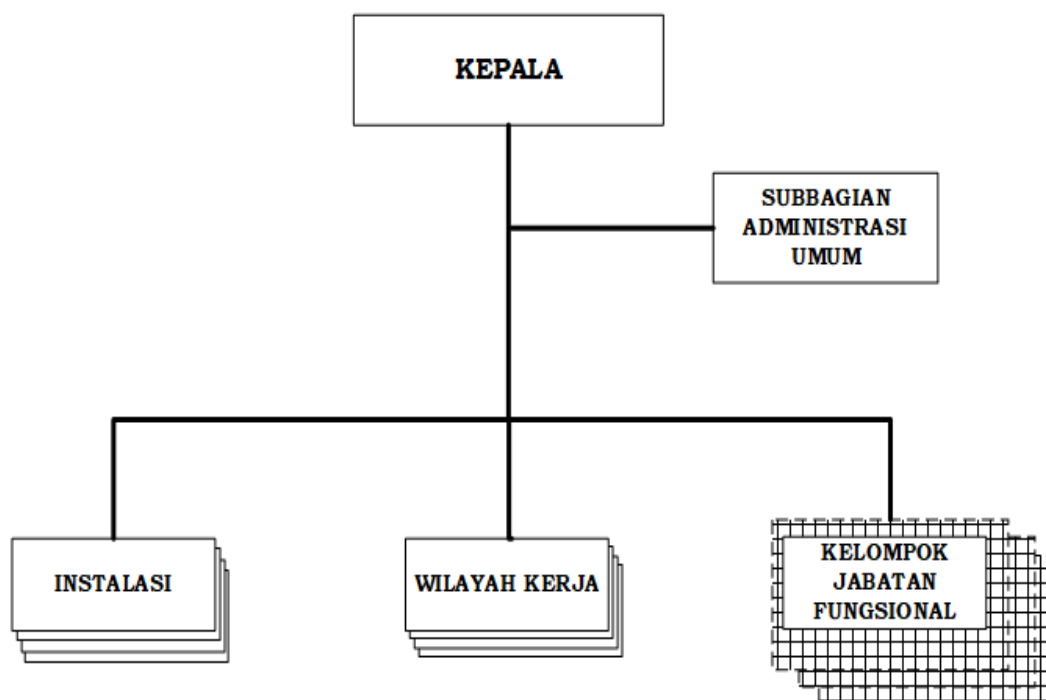 KEPALA
SUBBAGIAN
ADMINISTRASI
UMUM
INSTALASI
WILAYAH KERJA
KELOMPOK
JABATAN
FUNGSIONAL